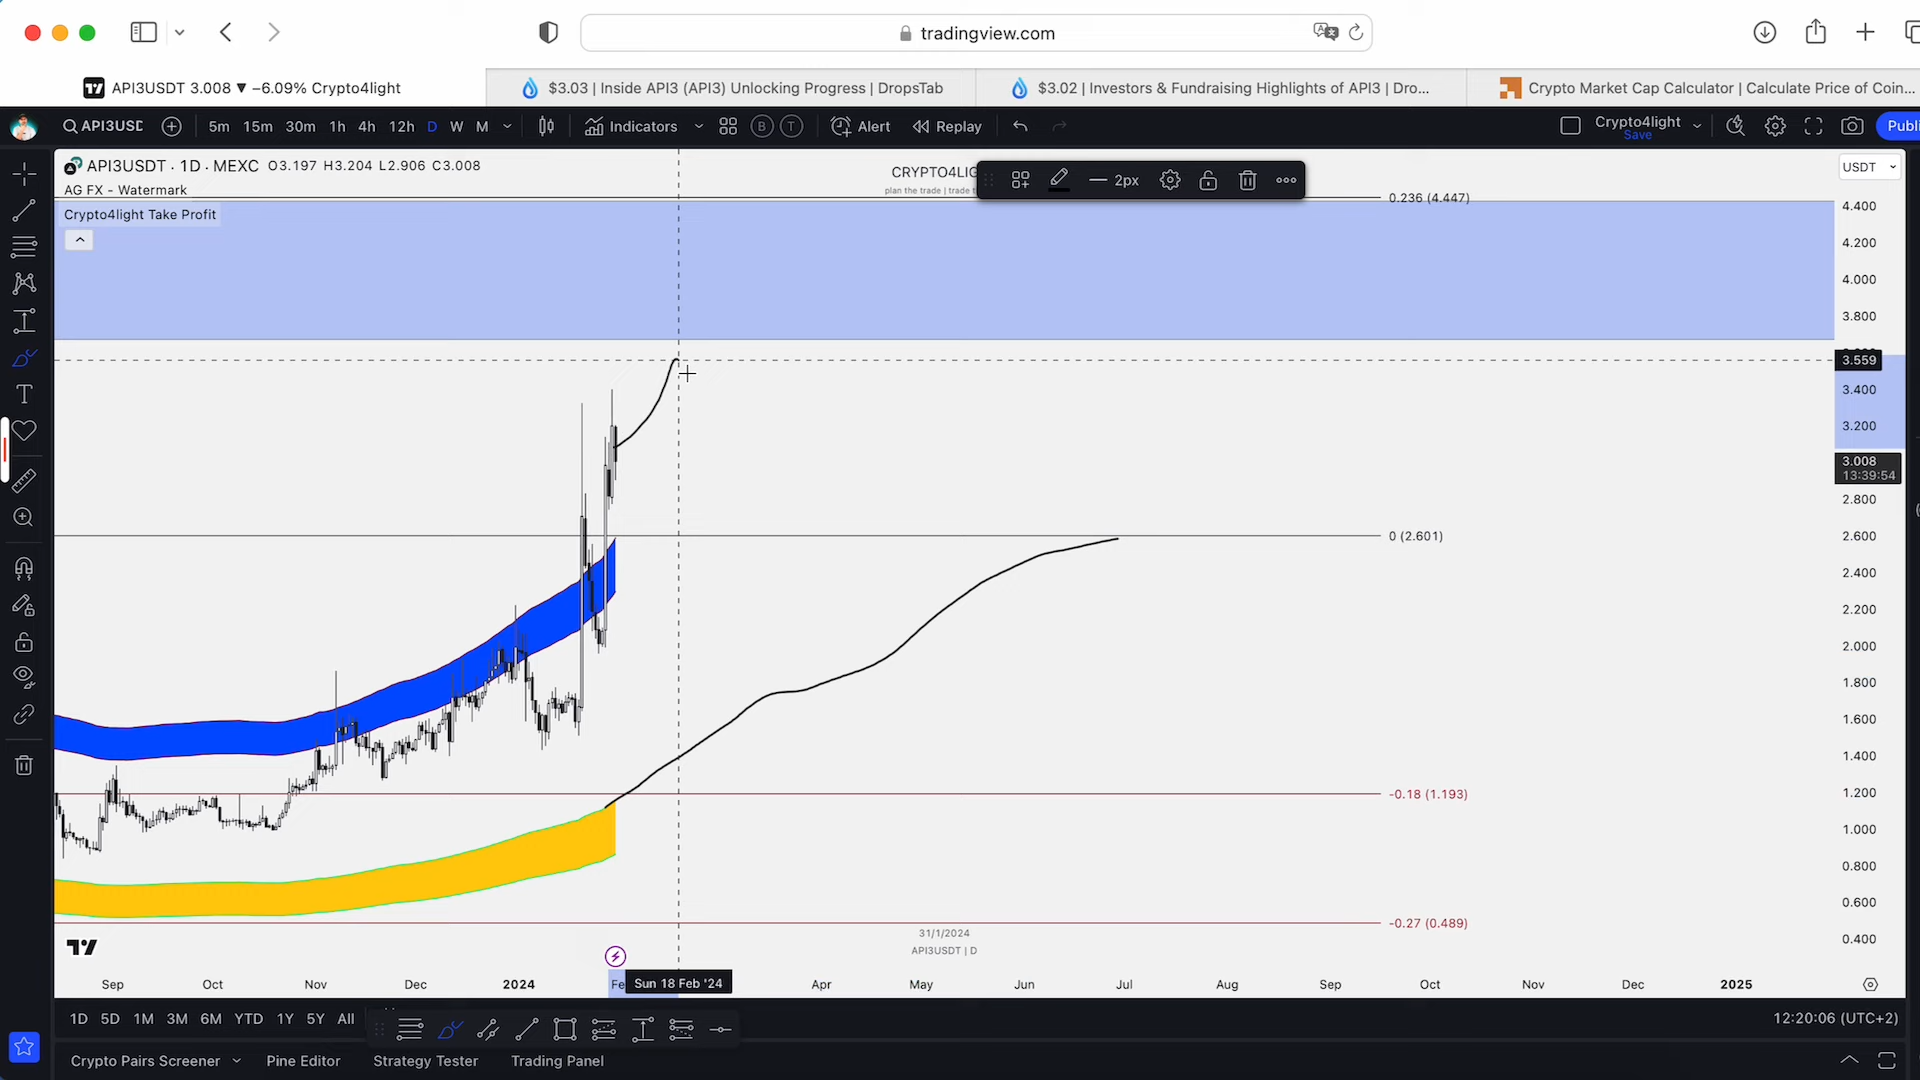 tradingview.com
API3USDT 3.008 ▼ −6.09% Crypto4light
$3.03 | Inside API3 (API3) Unlocking Progress | DropsTab
$3.02 | Investors & Fundraising Highlights of API3 | Dro...
Crypto Market Cap Calculator | Calculate Price of Coin...
API3USD 5m 15m 30m 1h 4h 12h D W M Indicators B T Alert Replay Crypto4light Publi
Save
API3USDT · 1D · MEXC O3.197 H3.204 L2.906 C3.008
CRYPTO4LIG
plan the trade | trade t
AG FX - Watermark
Crypto4light Take Profit
2px
USDT
0.236 (4.447)
4.400
4.200
4.000
3.800
3.559
3.400
3.200
3.008
13:39:54
2.800
0 (2.601)
2.600
2.400
2.200
2.000
1.800
1.600
1.400
-0.18 (1.193)
1.200
1.000
0.800
0.600
-0.27 (0.489)
0.400
31/1/2024
API3USDT | D
Sep Oct Nov Dec 2024 Fe Sun 18 Feb '24 Apr May Jun Jul Aug Sep Oct Nov Dec 2025
1D 5D 1M 3M 6M YTD 1Y 5Y All
12:20:06 (UTC+2)
Crypto Pairs Screener Pine Editor Strategy Tester Trading Panel